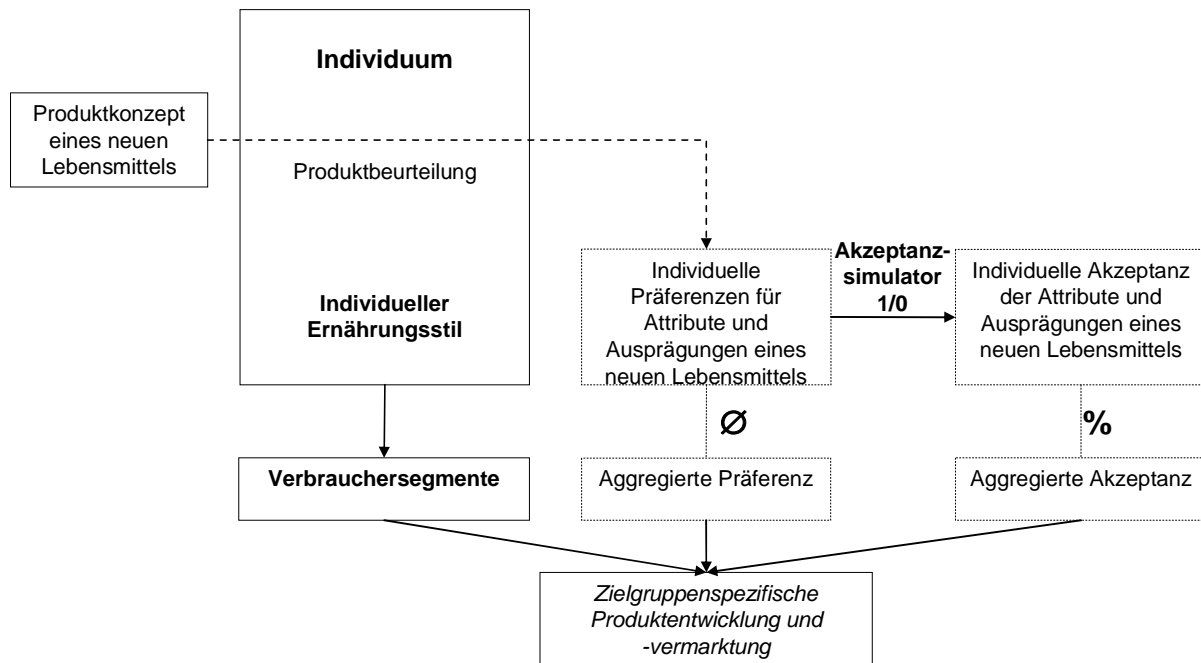 Individuum
Produktkonzept
eines neuen
Lebensmittels
Produktbeurteilung
Individueller
Ernährungsstil
Individuelle
Präferenzen für
Attribute und
Ausprägungen eines
neuen Lebensmittels
Akzeptanz-
simulator
1/0
Individuelle Akzeptanz
der Attribute und
Ausprägungen eines
neuen Lebensmittels
Ø
%
Verbrauchersegmente
Aggregierte Präferenz
Aggregierte Akzeptanz
Zielgruppenspezifische
Produktentwicklung und
-vermarktung